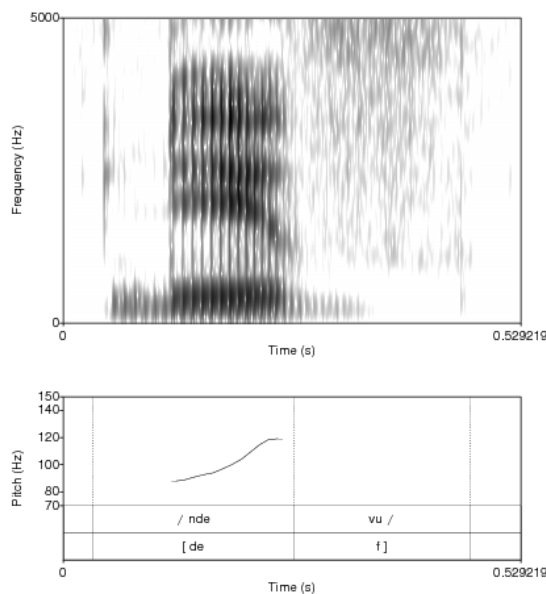 5000
Frequency (Hz)
0
0
0.529219
Time (s)
150
140
120
100
80
70
Pitch (Hz)
/ nde
vu /
[ de
f ]
0
0.529219
Time (s)